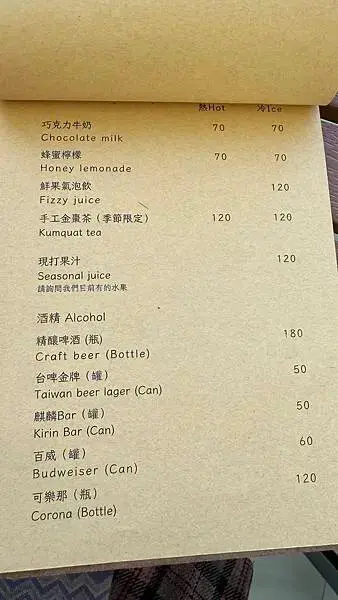 熱Hot 冷Ice
巧克力牛奶 70 70
Chocolate milk
蜂蜜檸檬 70 70
Honey lemonade
鮮果氣泡飲 120
Fizzy juice
手工金棗茶（季節限定） 120 120
Kumquat tea
現打果汁 120
Seasonal juice
請詢問我們目前有的水果
酒精 Alcohol
精釀啤酒 (瓶) 180
Craft beer (Bottle)
台啤金牌（罐） 50
Taiwan beer lager (Can)
麒麟Bar（罐） 50
Kirin Bar (Can)
百威（罐） 60
Budweiser (Can)
可樂那（瓶） 120
Corona (Bottle)